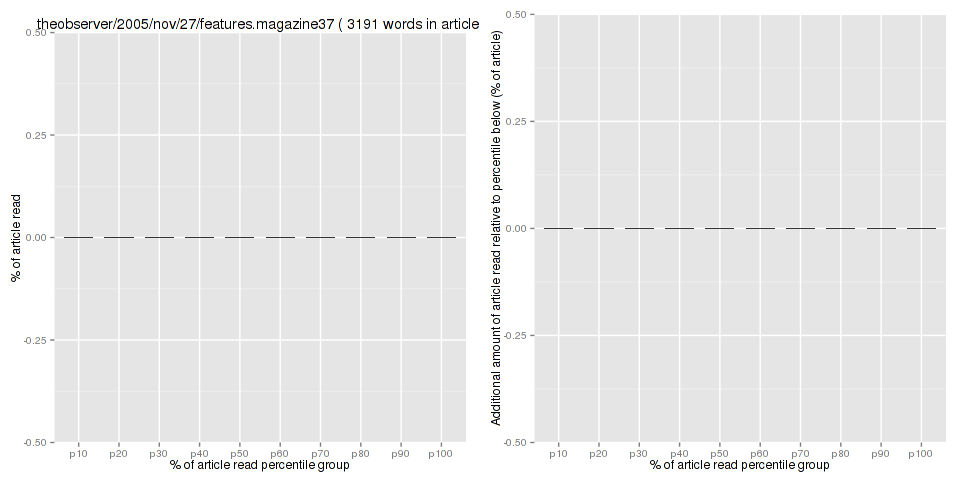 theobserver/2005/nov/27/features.magazine37 ( 3191 words in article
% of article read
0.50
0.25
0.00
-0.25
-0.50
p10 p20 p30 p40 p50 p60 p70 p80 p90 p100
% of article read percentile group
Additional amount of article read relative to percentile below (% of article)
0.50
0.25
0.00
-0.25
-0.50
p10 p20 p30 p40 p50 p60 p70 p80 p90 p100
% of article read percentile group